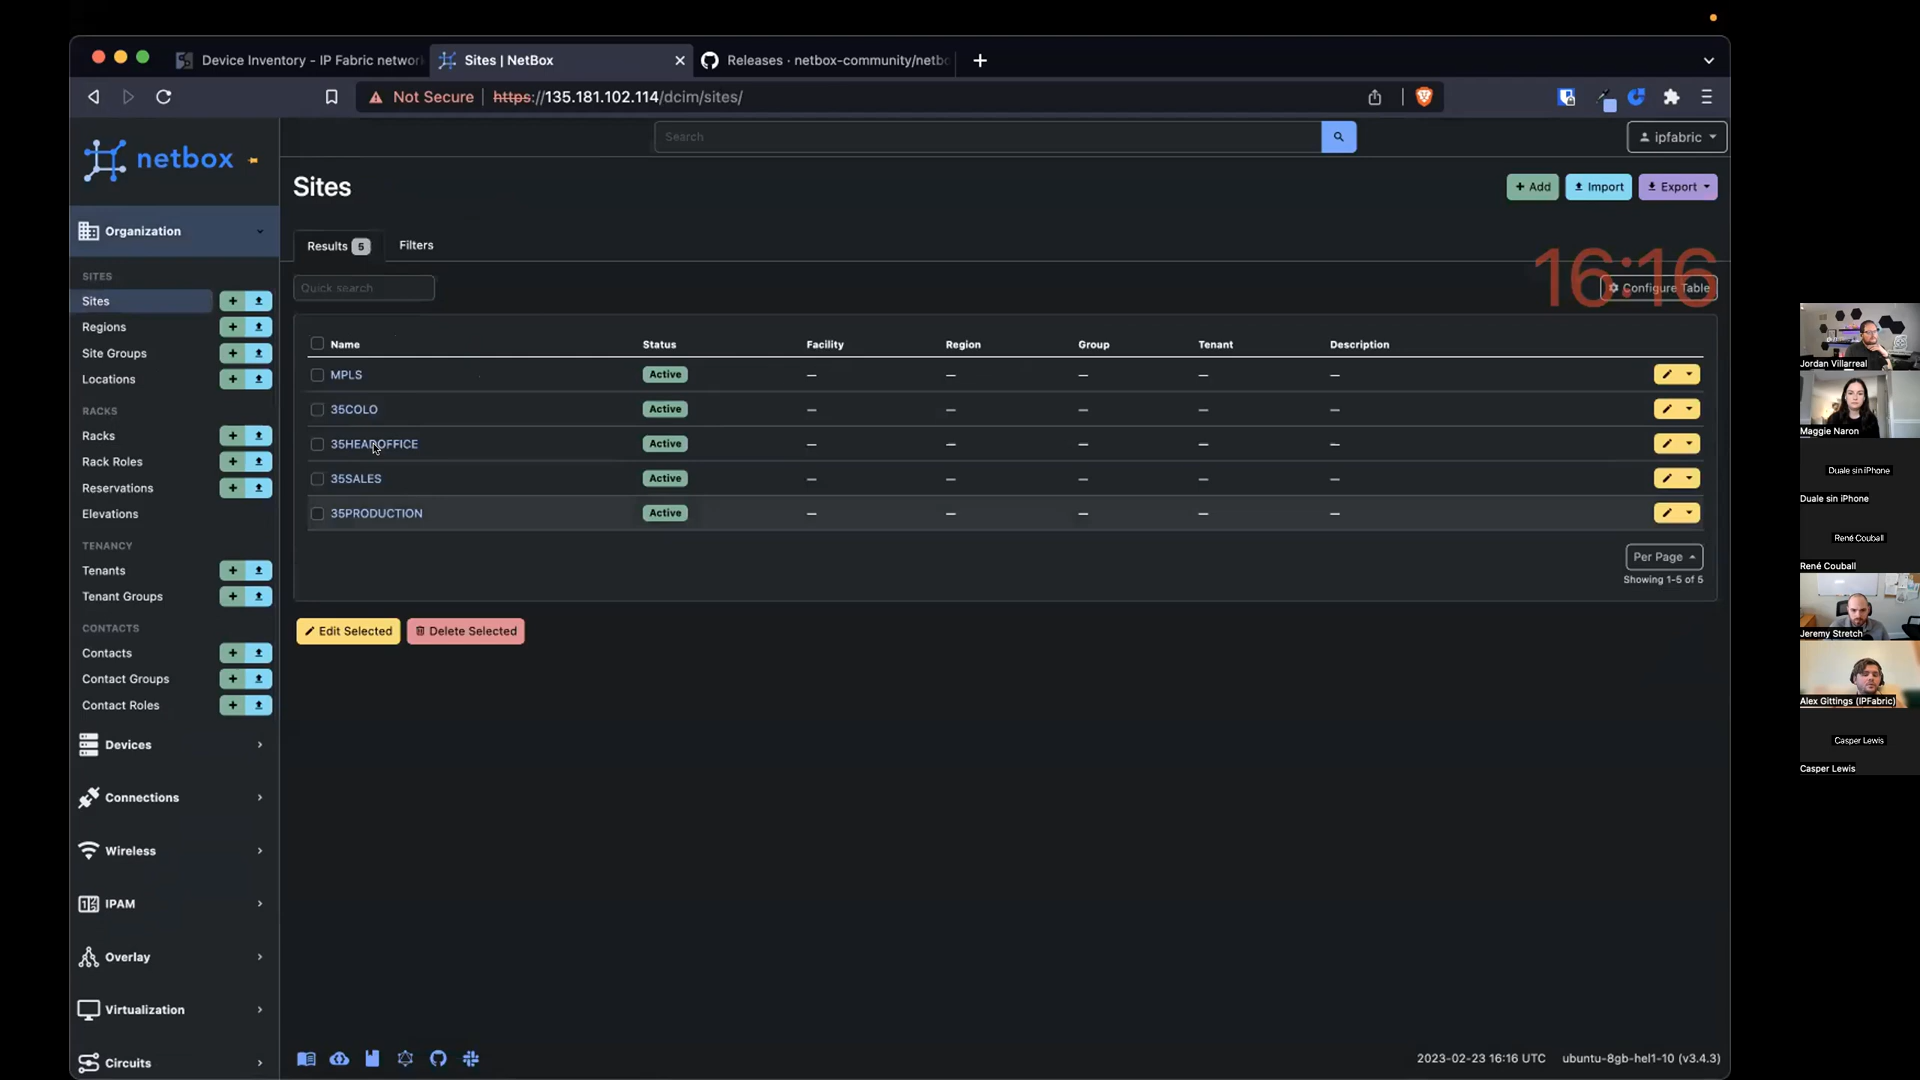 Device Inventory - IP Fabric networ
Sites | NetBox
Releases · netbox-community/netbo
Not Secure
https://135.181.102.114/dcim/sites/
netbox
Search
ipfabric
Sites
Add
Import
Export
Organization
Results 5
Filters
16:16
Quick search
Configure Table
SITES
Sites
Regions
Site Groups
Locations
RACKS
Racks
Rack Roles
Reservations
Elevations
TENANCY
Tenants
Tenant Groups
CONTACTS
Contacts
Contact Groups
Contact Roles
Devices
Connections
Wireless
IPAM
Overlay
Virtualization
Circuits
Name Status Facility Region Group Tenant Description
MPLS Active — — — — —
35COLO Active — — — — —
35HEADOFFICE Active — — — — —
35SALES Active — — — — —
35PRODUCTION Active — — — — —
Per Page
Showing 1-5 of 5
Edit Selected
Delete Selected
2023-02-23 16:16 UTC
ubuntu-8gb-hel1-10 (v3.4.3)
Jordan Villarreal
Maggie Naron
Duale sin iPhone
Duale sin iPhone
René Couball
René Couball
Jeremy Stretch
Alex Gittings (IPFabric)
Casper Lewis
Casper Lewis